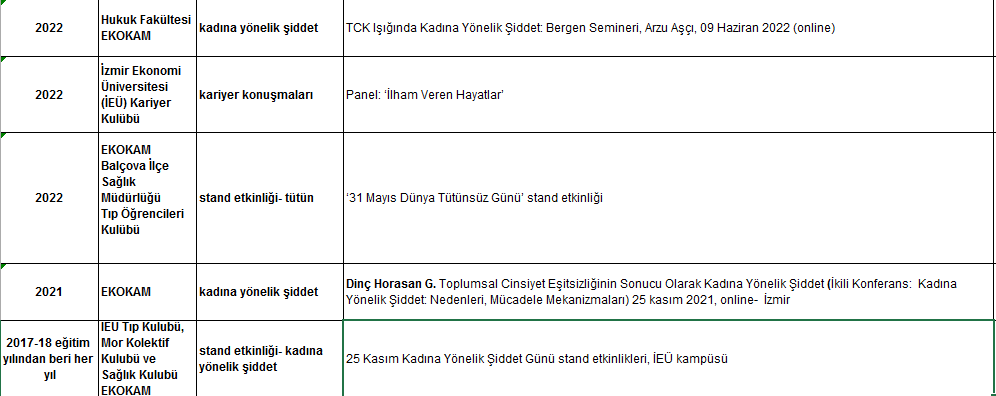 2022
Hukuk Fakültesi
EKOKAM
kadına yönelik şiddet
TCK Işığında Kadına Yönelik Şiddet: Bergen Semineri, Arzu Aşçı, 09 Haziran 2022 (online)
2022
İzmir Ekonomi
Üniversitesi
(İEÜ) Kariyer
Kulübü
kariyer konuşmaları
Panel: ‘İlham Veren Hayatlar’
2022
EKOKAM
Balçova İlçe
Sağlık
Müdürlüğü
Tıp Öğrencileri
Kulübü
stand etkinliği- tütün
‘31 Mayıs Dünya Tütünsüz Günü’ stand etkinliği
2021
EKOKAM
kadına yönelik şiddet
Dinç Horasan G. Toplumsal Cinsiyet Eşitsizliğinin Sonucu Olarak Kadına Yönelik Şiddet (İkili Konferans:  Kadına
Yönelik Şiddet: Nedenleri, Mücadele Mekanizmaları) 25 kasım 2021, online-  İzmir
2017-18 eğitim
yılından beri her
yıl
IEU Tıp Kulübü,
Mor Kolektif
Kulübü ve
Sağlık Kulübü
EKOKAM
stand etkinliği- kadına
yönelik şiddet
25 Kasım Kadına Yönelik Şiddet Günü stand etkinlikleri, İEÜ kampüsü